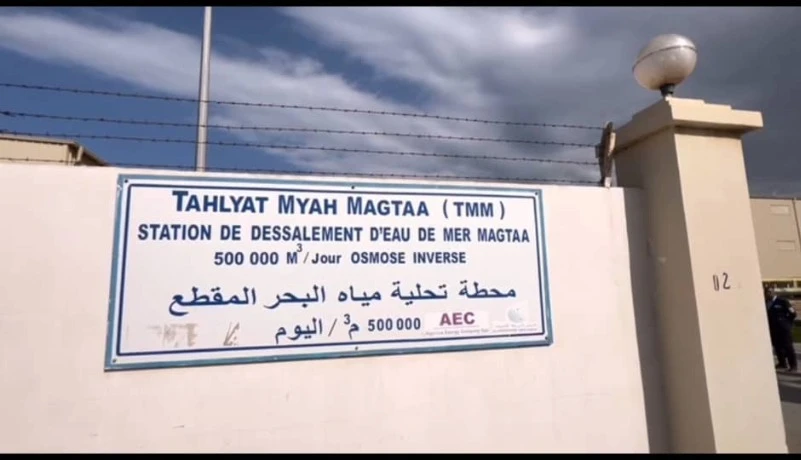 TAHLYAT MYAH MAGTAA (TMM)
STATION DE DESSALEMENT D'EAU DE MER MAGTAA
500 000 M³/Jour OSMOSE INVERSE
محطة تحلية مياه البحر المقطع
500 000 م³ / اليوم
AEC
02